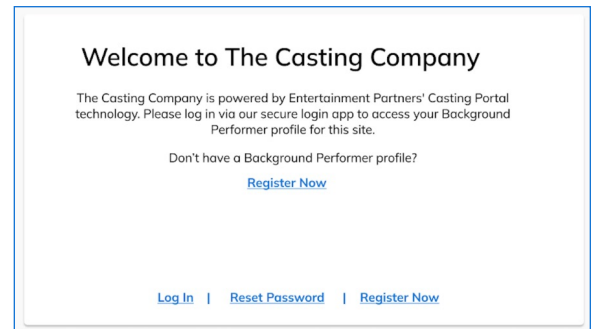 Welcome to The Casting Company
The Casting Company is powered by Entertainment Partners' Casting Portal
technology. Please log in via our secure login app to access your Background
Performer profile for this site.
Don't have a Background Performer profile?
Register Now
Log In | Reset Password | Register Now